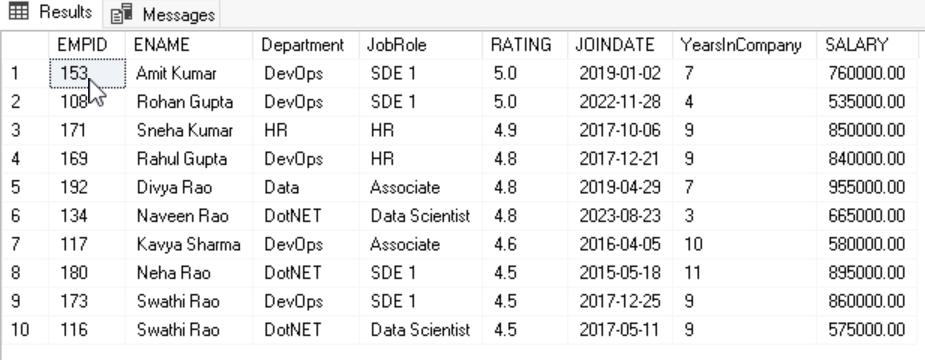 Results Messages
EMPID ENAME Department JobRole RATING JOINDATE YearsInCompany SALARY
1 153 Amit Kumar DevOps SDE 1 5.0 2019-01-02 7 760000.00
2 108 Rohan Gupta DevOps SDE 1 5.0 2022-11-28 4 535000.00
3 171 Sneha Kumar HR HR 4.9 2017-10-06 9 850000.00
4 169 Rahul Gupta DevOps HR 4.8 2017-12-21 9 840000.00
5 192 Divya Rao Data Associate 4.8 2019-04-29 7 955000.00
6 134 Naveen Rao DotNET Data Scientist 4.8 2023-08-23 3 665000.00
7 117 Kavya Sharma DevOps Associate 4.6 2016-04-05 10 580000.00
8 180 Neha Rao DotNET SDE 1 4.5 2015-05-18 11 895000.00
9 173 Swathi Rao DevOps SDE 1 4.5 2017-12-25 9 860000.00
10 116 Swathi Rao DotNET Data Scientist 4.5 2017-05-11 9 575000.00